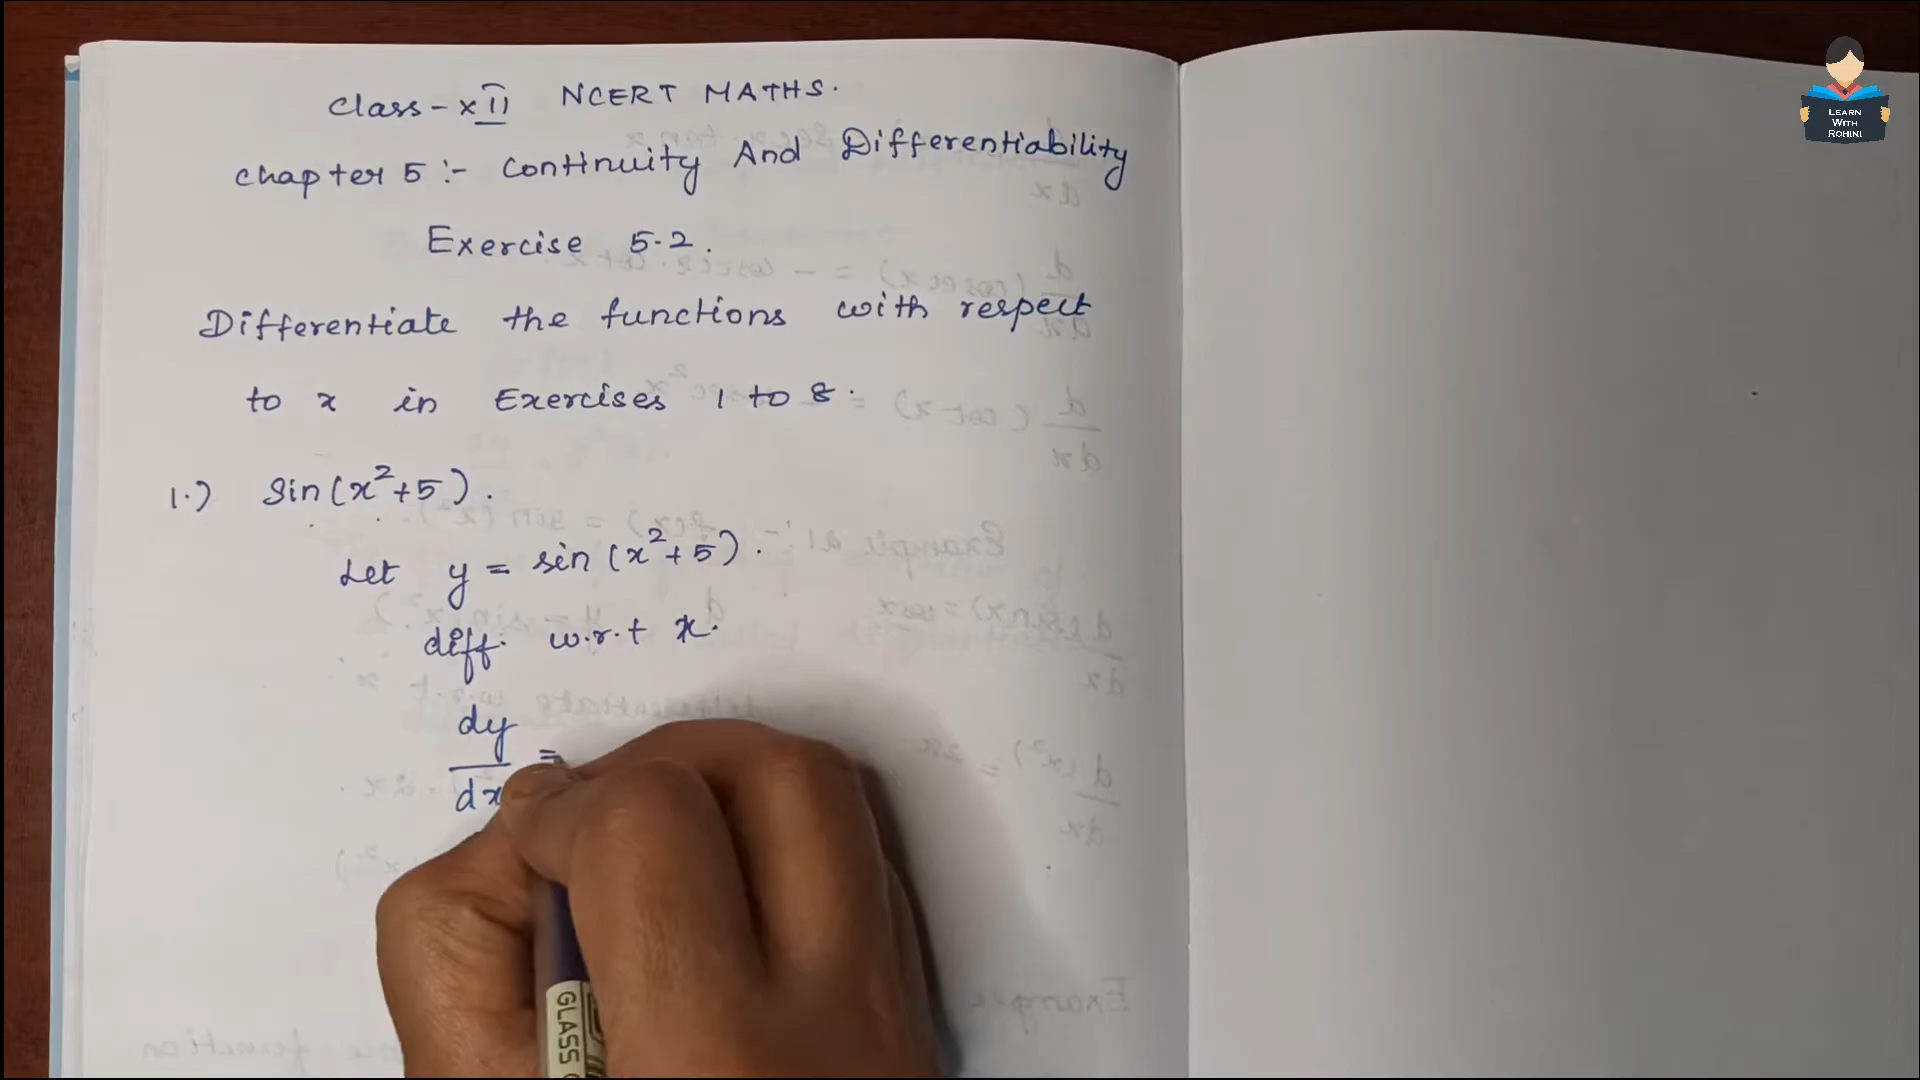 Class-XII NCERT MATHS.
Chapter 5:- Continuity And Differentiability
Exercise 5.2.
Differentiate the functions with respect
to x in Exercises 1 to 8.
1.) Sin(x²+5).
Let y = sin(x²+5).
diff. w.r.t x.
dy
dx =
LEARN
WITH
ROHINI
GLASS